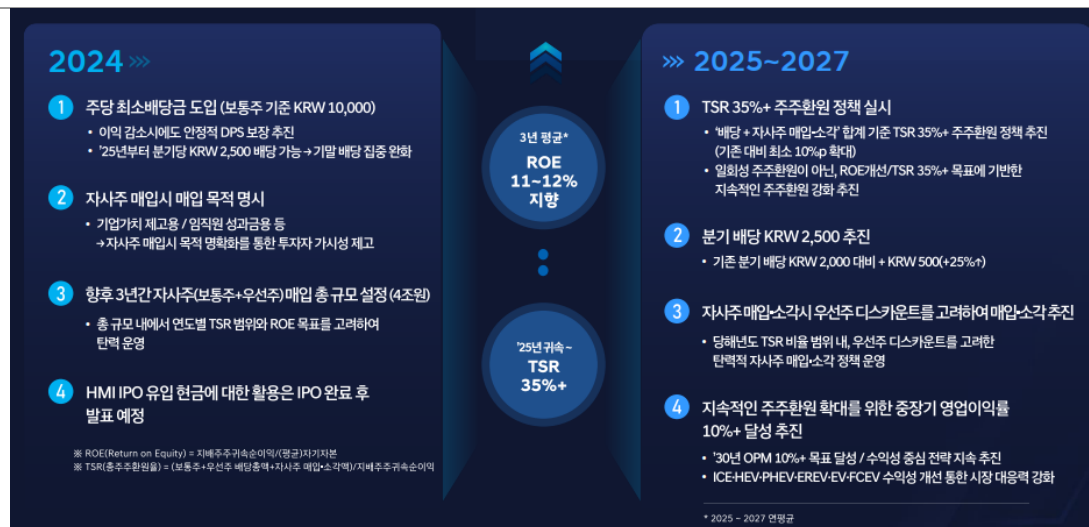 2024 »»
1 주당 최소배당금 도입 (보통주 기준 KRW 10,000)
• 이익 감소시에도 안정적 DPS 보장 추진
• ’25년부터 분기당 KRW 2,500 배당 가능 → 기말 배당 집중 완화
2 자사주 매입시 매입 목적 명시
• 기업가치 제고용 / 임직원 성과금용 등
→ 자사주 매입시 목적 명확화를 통한 투자자 가시성 제고
3 향후 3년간 자사주(보통주+우선주) 매입 총 규모 설정 (4조원)
• 총 규모 내에서 연도별 TSR 범위와 ROE 목표를 고려하여
탄력 운영
4 HMI IPO 유입 현금에 대한 활용은 IPO 완료 후
발표 예정
※ ROE(Return on Equity) = 지배주주귀속순이익/(평균)자기자본
※ TSR(총주주환원율) = (보통주+우선주 배당총액+자사주 매입•소각액)/지배주주귀속순이익
3년 평균*
ROE
11~12%
지향
’25년 귀속 ~
TSR
35%+
»» 2025~2027
1 TSR 35%+ 주주환원 정책 실시
• ‘배당 + 자사주 매입•소각’ 합계 기준 TSR 35%+ 주주환원 정책 추진
(기존 대비 최소 10%p 확대)
• 일회성 주주환원이 아닌, ROE개선/TSR 35%+ 목표에 기반한
지속적인 주주환원 강화 추진
2 분기 배당 KRW 2,500 추진
• 기존 분기 배당 KRW 2,000 대비 + KRW 500(+25%↑)
3 자사주 매입•소각시 우선주 디스카운트를 고려하여 매입•소각 추진
• 당해년도 TSR 비율 범위 내, 우선주 디스카운트를 고려한
탄력적 자사주 매입•소각 정책 운영
4 지속적인 주주환원 확대를 위한 중장기 영업이익률
10%+ 달성 추진
• ’30년 OPM 10%+ 목표 달성 / 수익성 중심 전략 지속 추진
• ICE·HEV·PHEV·EREV·EV·FCEV 수익성 개선 통한 시장 대응력 강화
* 2025 – 2027 연평균